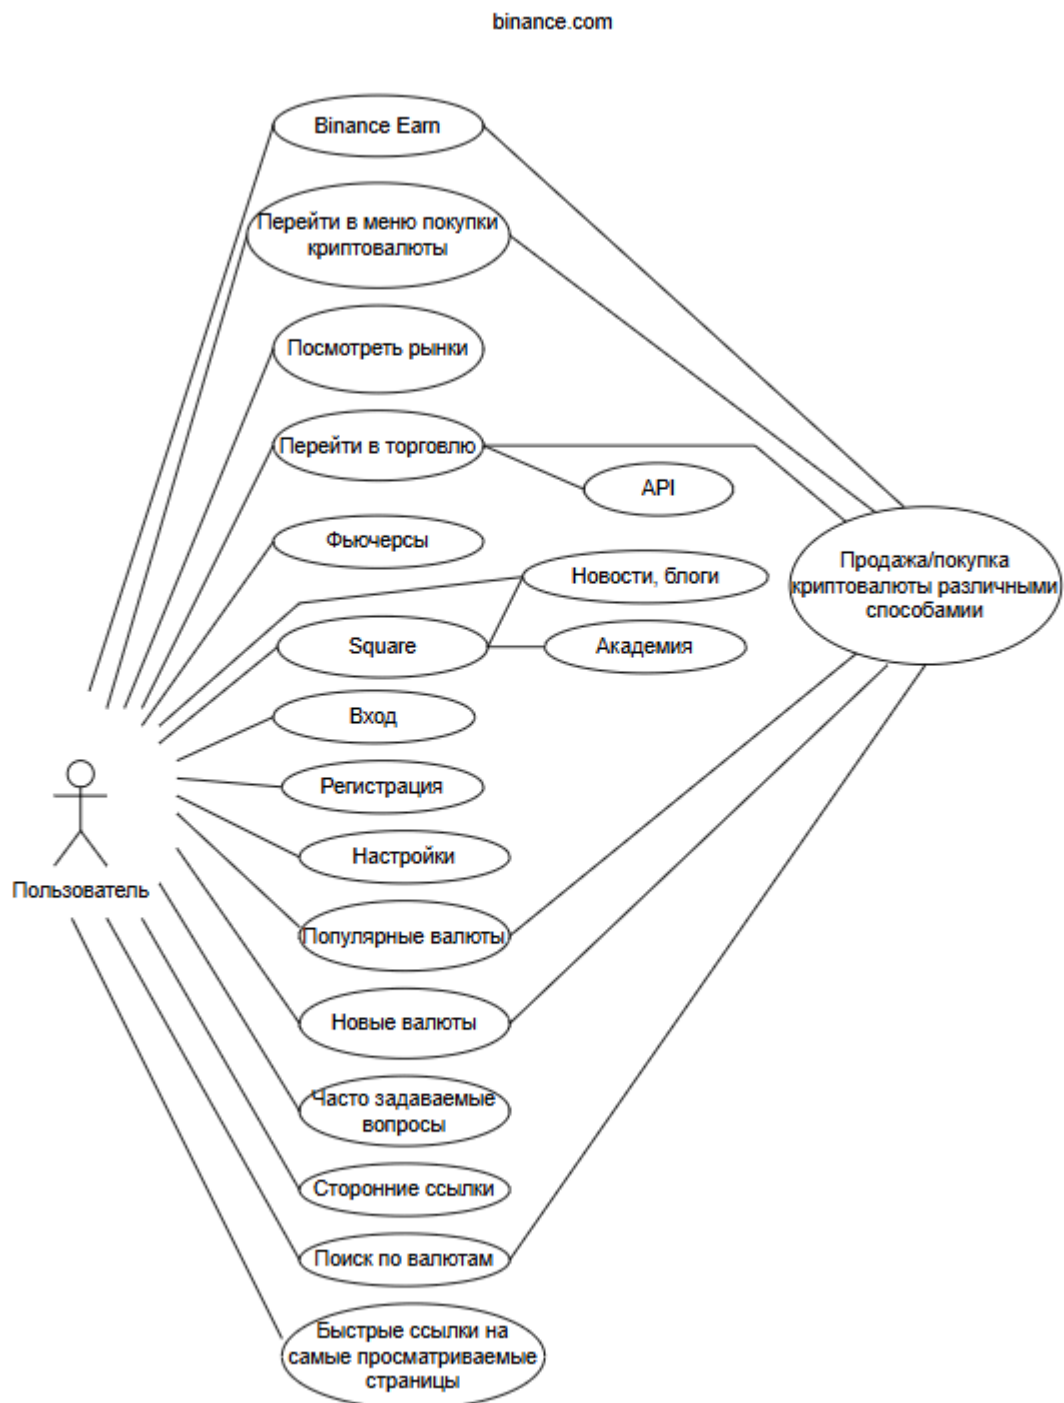 binance.com
Binance Earn
Перейти в меню покупки
криптовалюты
Посмотреть рынки
Перейти в торговлю
API
Фьючерсы
Новости, блоги
Продажа/покупка
криптовалюты различными
способамии
Square
Академия
Вход
Регистрация
Настройки
Пользователь
Популярные валюты
Новые валюты
Часто задаваемые
вопросы
Сторонние ссылки
Поиск по валютам
Быстрые ссылки на
самые просматриваемые
страницы